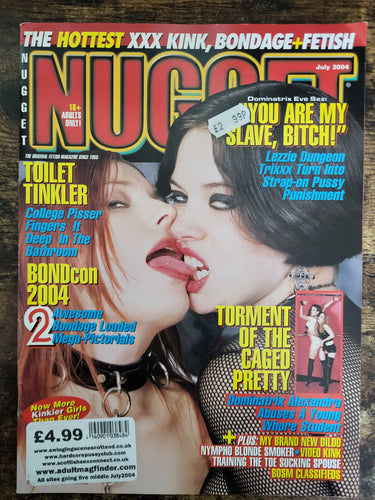 THE HOTTEST XXX KINK, BONDAGE+FETISH
NUGGET
NUGGET
July 2004
18+
ADULTS
ONLY!
THE ORIGINAL FETISH MAGAZINE SINCE 1955
£2 99P
Dominatrix Eve Sez:
"YOU ARE MY
SLAVE, BITCH!"
Lezzie Dungeon
Trixxx Turn Into
Strap-on Pussy
Punishment
TOILET
TINKLER
College Pisser
Fingers It
Deep In The
Bathroom
BONDcon
2004
2 Awesome
Bondage Loaded
Mega-Pictorials
TORMENT
OF THE
CAGED
PRETTY
Dominatrix Alexandra
Abuses A Young
Whore Student
+ PLUS: MY BRAND NEW DILDO
NYMPHO BLONDE SMOKER - VIDEO KINK
TRAINING THE TOE SUCKING SPOUSE
BDSM CLASSIFIEDS
Now More
Kinkier Girls
Than Ever!
£4.99
www.swingingscenescotland.co.uk
www.hardcorepussyclub.com
www.scottishsexconnect.co.uk
www.adultmagfinder.com
All sites going live middle July2004